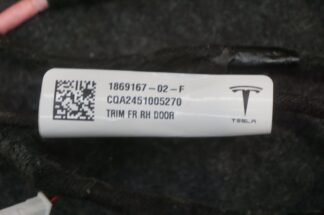 1869167-02-F
CQA2451005270
TRIM FR RH DOOR
TESLA